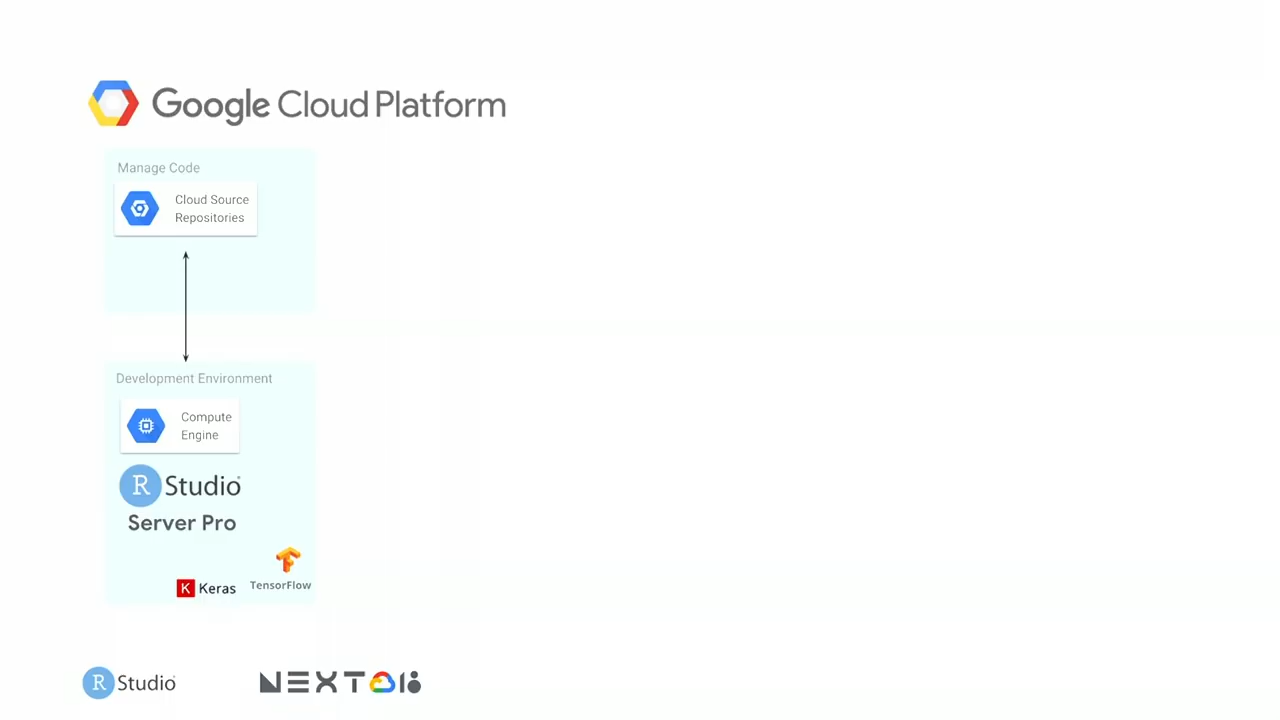 Google Cloud Platform
Manage Code
Cloud Source
Repositories
Development Environment
Compute
Engine
R Studio
Server Pro
K Keras
TensorFlow
R Studio
NEXT 18